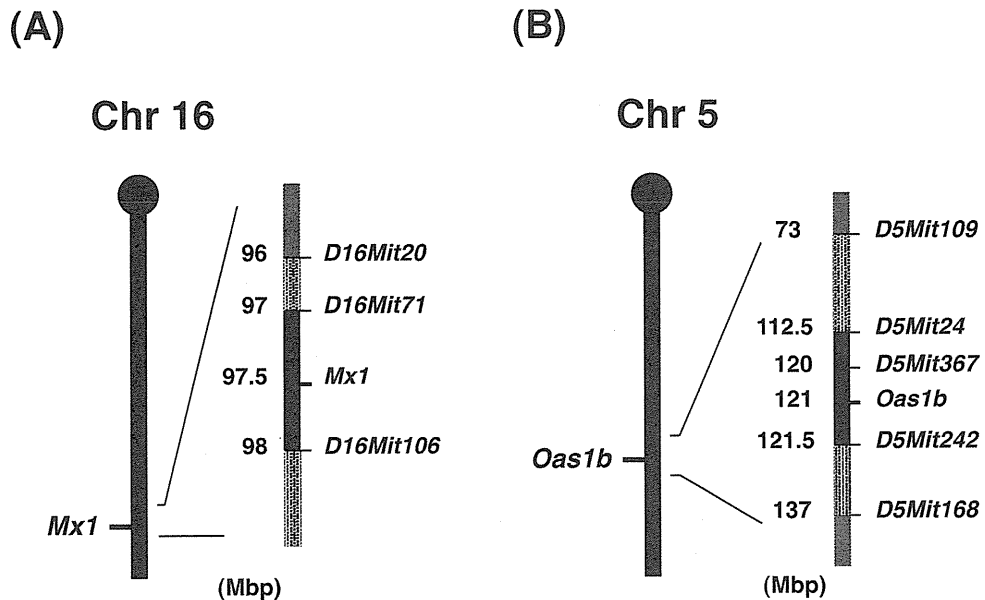 (A)
Chr 16
96 D16Mit20
97 D16Mit71
97.5 Mx1
98 D16Mit106
Mx1
(Mbp)
(B)
Chr 5
73 D5Mit109
112.5 D5Mit24
120 D5Mit367
121 Oas1b
121.5 D5Mit242
Oas1b
137 D5Mit168
(Mbp)